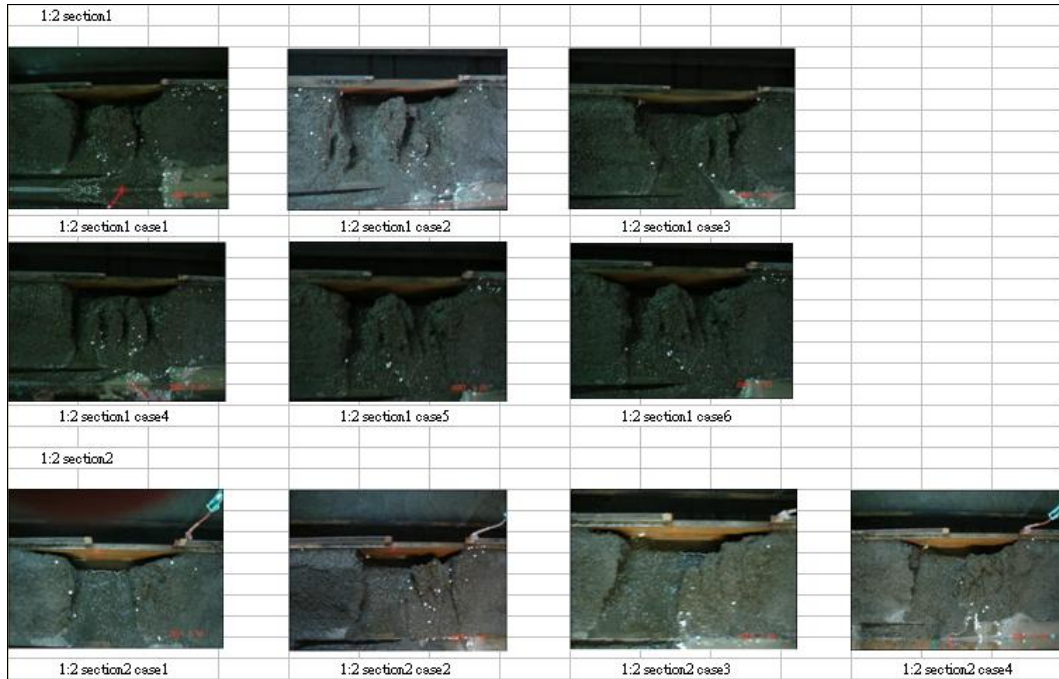 1:2 section1
1:2 section1 case1
1:2 section1 case2
1:2 section1 case3
1:2 section1 case4
1:2 section1 case5
1:2 section1 case6
1:2 section2
1:2 section2 case1
1:2 section2 case2
1:2 section2 case3
1:2 section2 case4